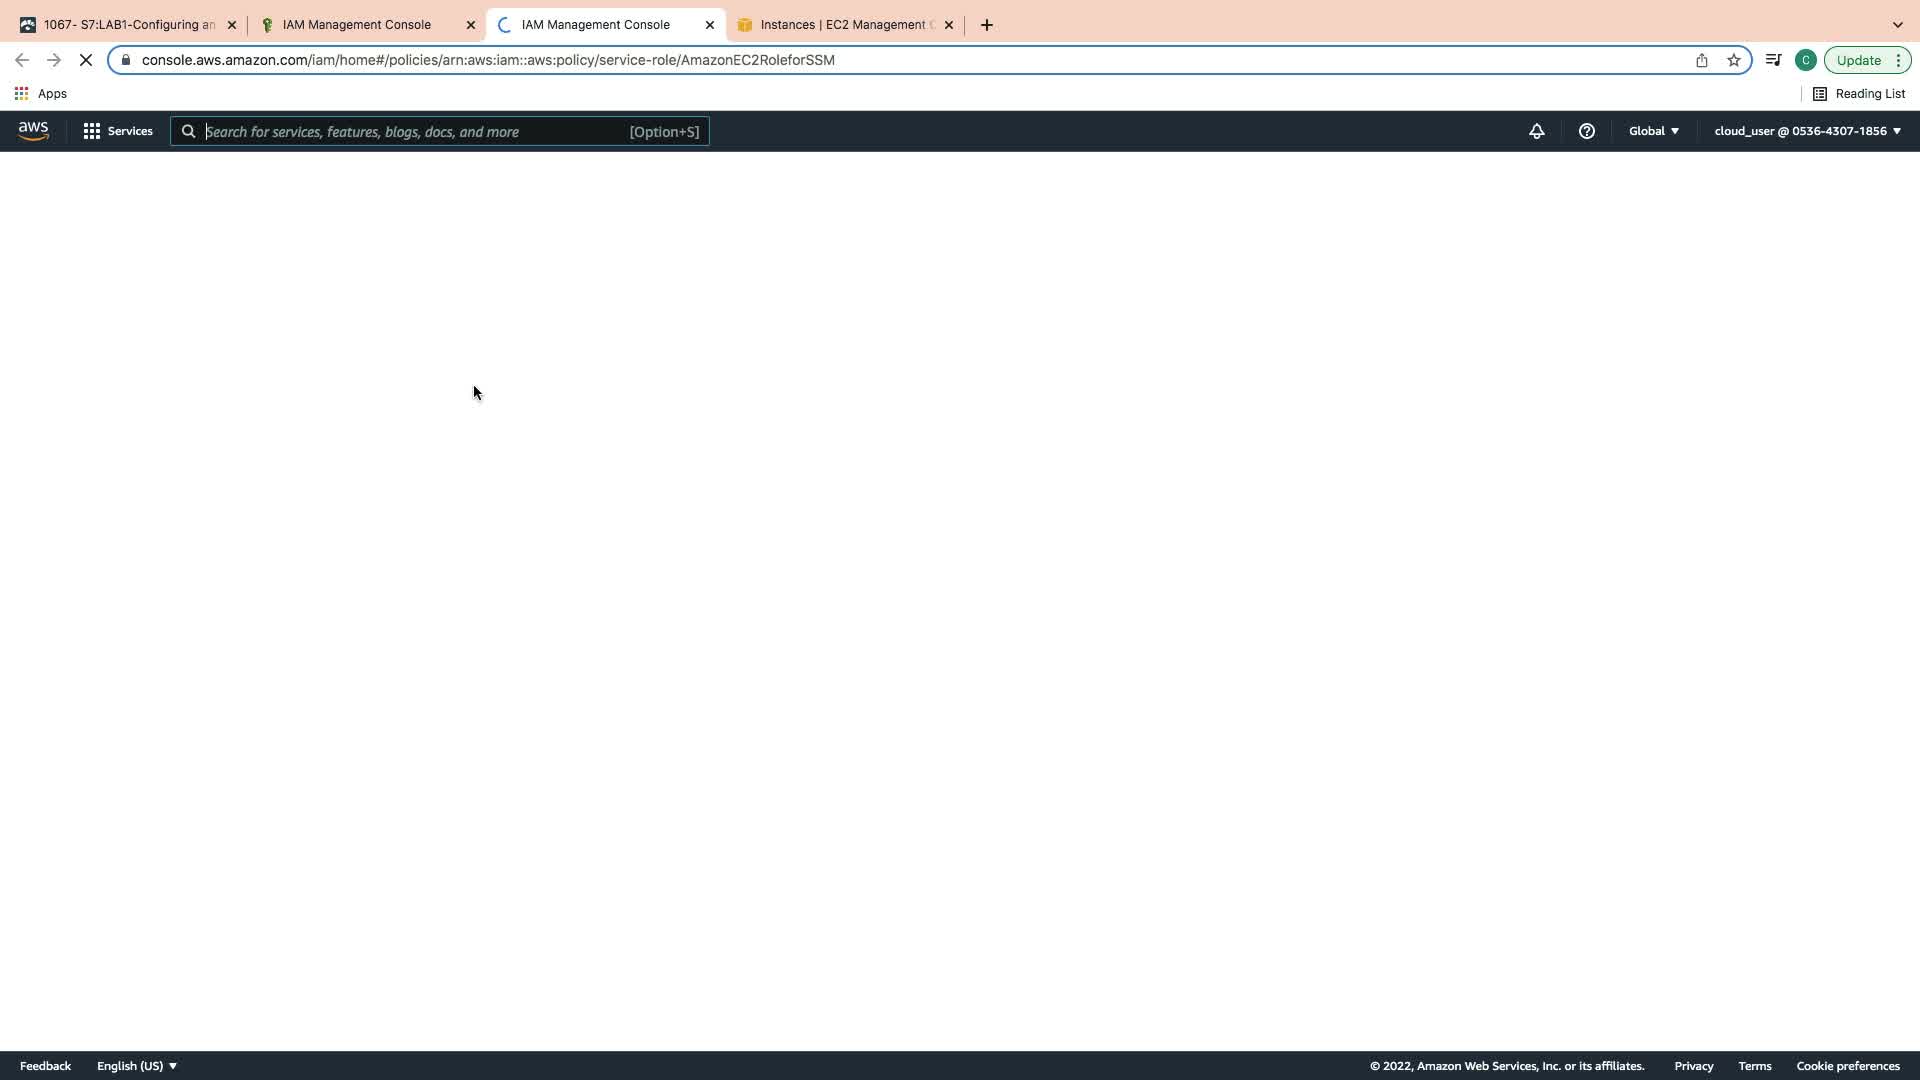 1067- S7:LAB1-Configuring an
IAM Management Console
IAM Management Console
Instances | EC2 Management C
console.aws.amazon.com/iam/home#/policies/arn:aws:iam::aws:policy/service-role/AmazonEC2RoleforSSM
C
Update
Apps
Reading List
aws
Services
Search for services, features, blogs, docs, and more
[Option+S]
Global
cloud_user @ 0536-4307-1856
Feedback
English (US)
© 2022, Amazon Web Services, Inc. or its affiliates.
Privacy
Terms
Cookie preferences